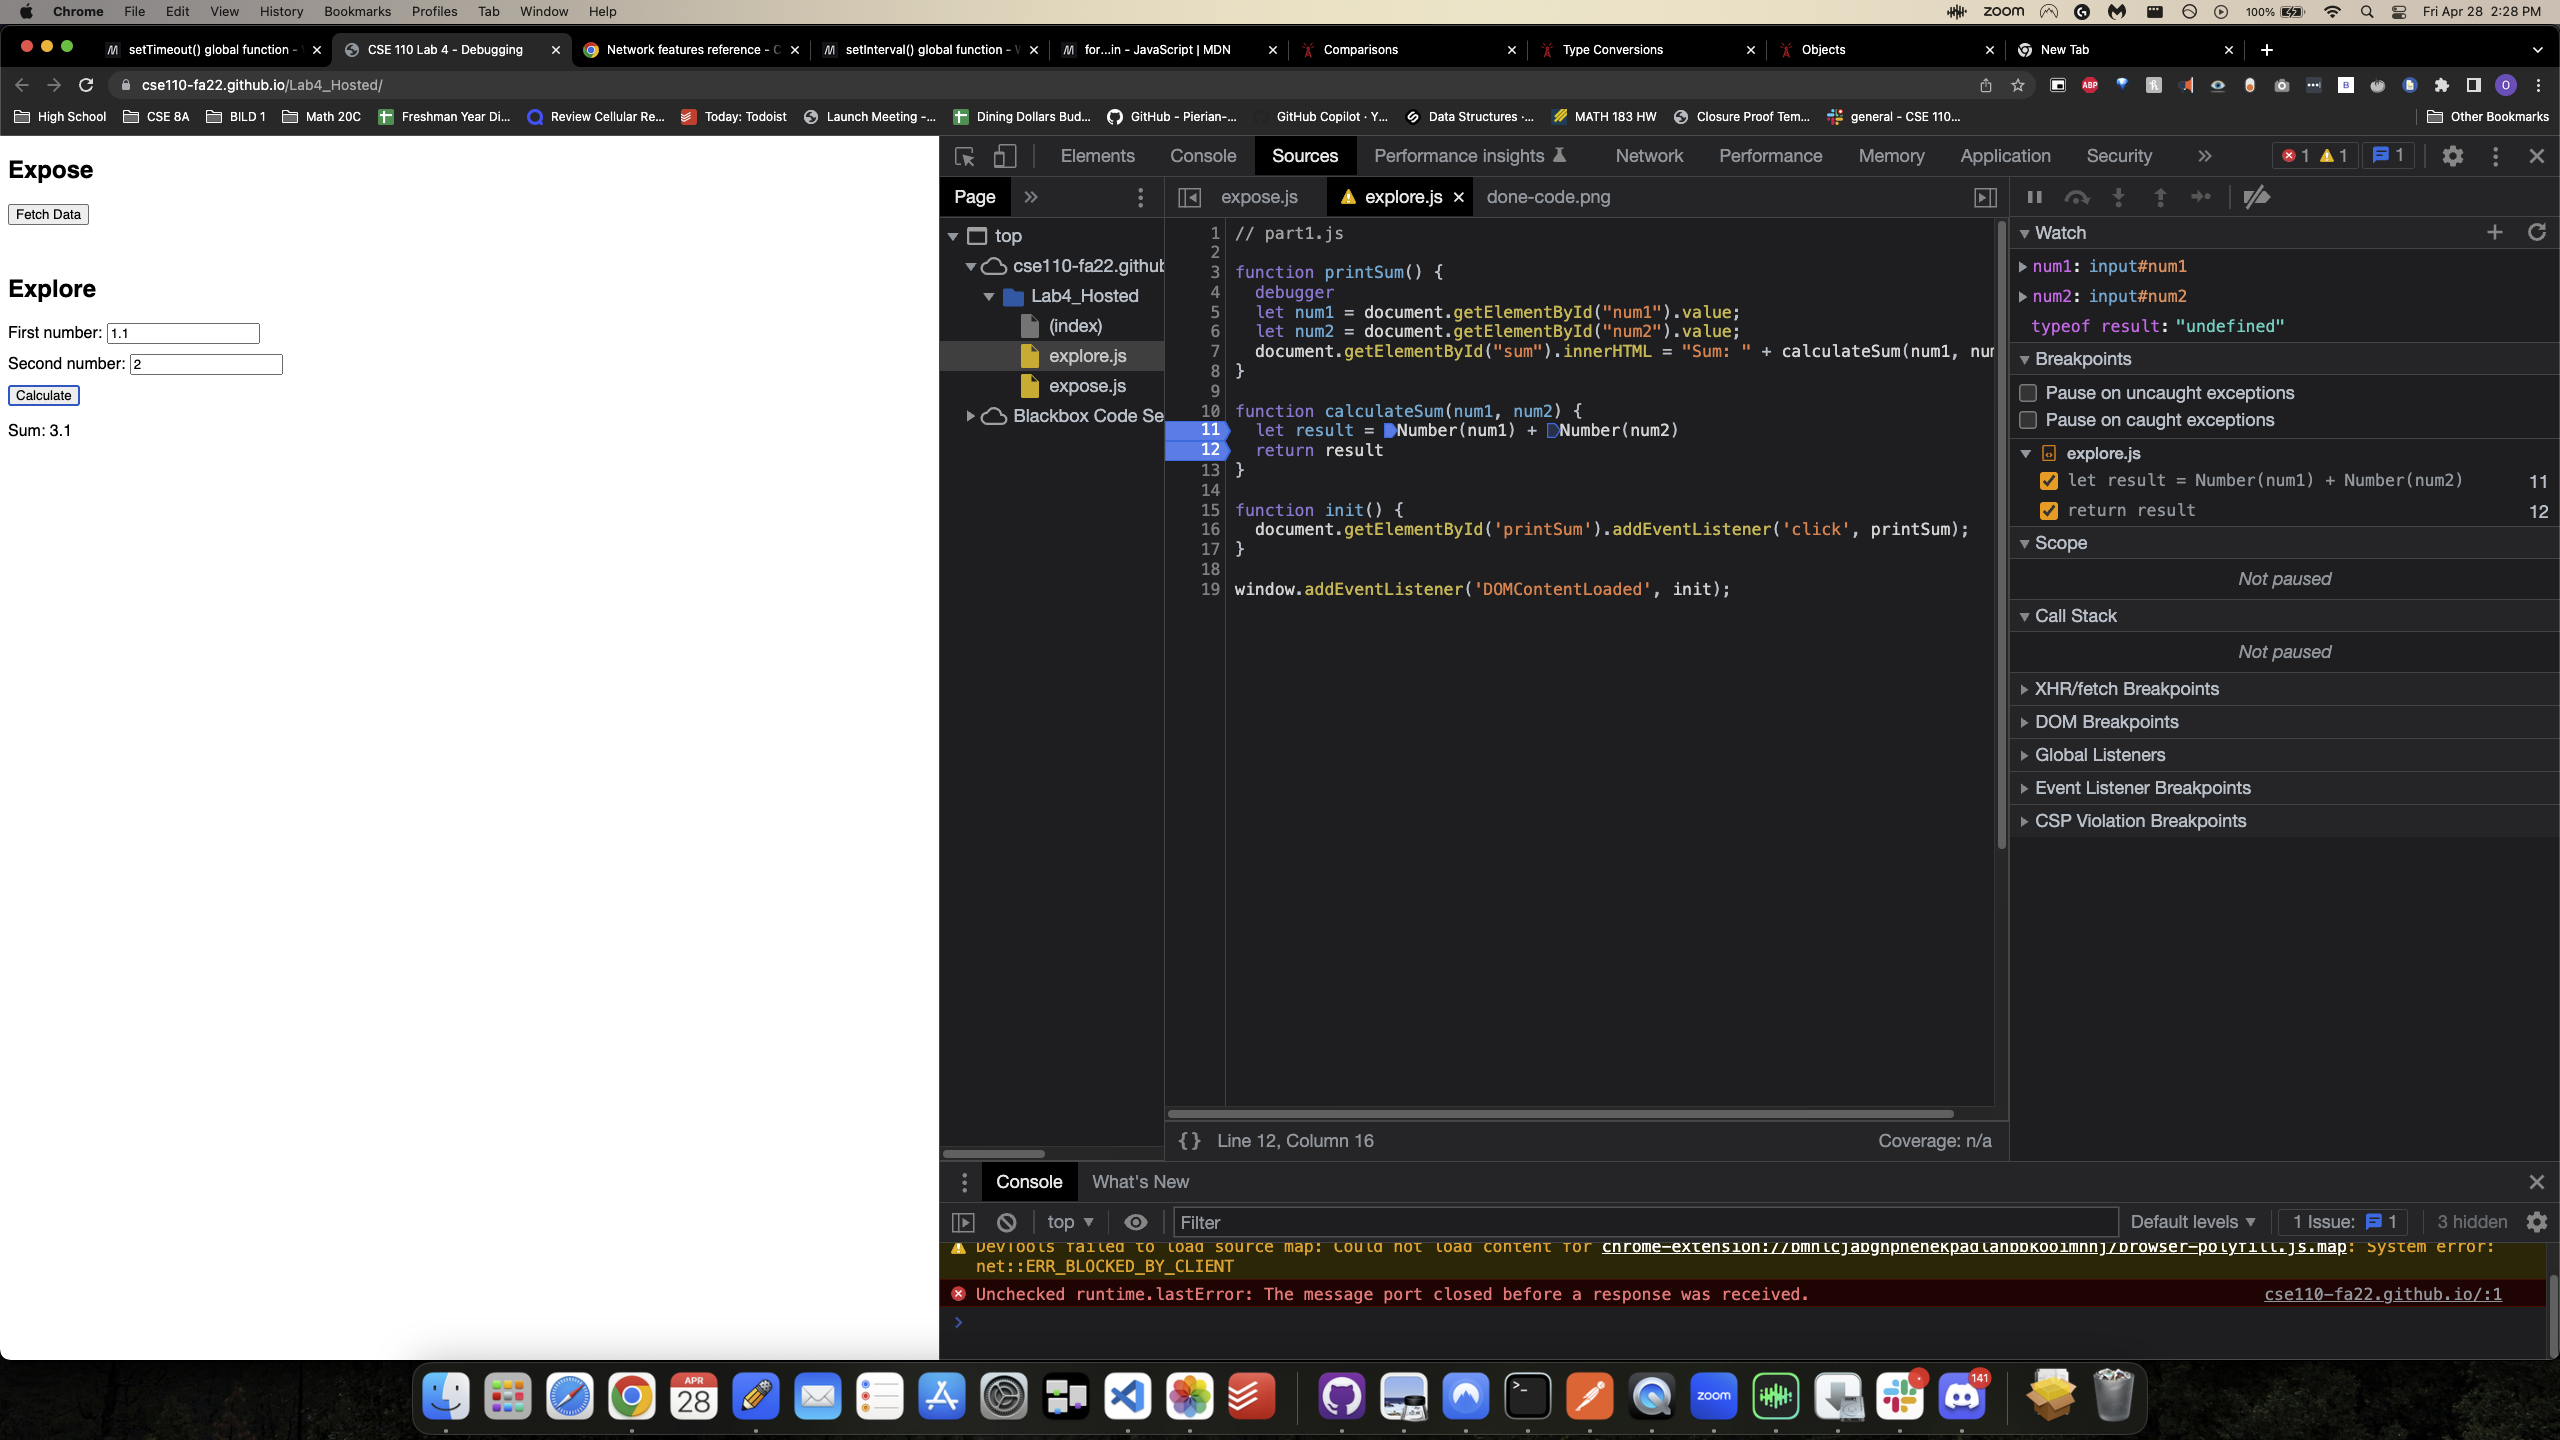 Chrome File Edit View History Bookmarks Profiles Tab Window Help zoom 100% Fri Apr 28 2:28 PM
setTimeout() global function - CSE 110 Lab 4 - Debugging Network features reference - C setInterval() global function - for...in - JavaScript | MDN Comparisons Type Conversions Objects New Tab
cse110-fa22.github.io/Lab4_Hosted/ ABP B O
High School CSE 8A BILD 1 Math 20C Freshman Year Di... Review Cellular Re... Today: Todoist Launch Meeting -... Dining Dollars Bud... GitHub - Pierian-... GitHub Copilot · Y... Data Structures ·... MATH 183 HW Closure Proof Tem... general - CSE 110... Other Bookmarks
Expose
Fetch Data
Explore
First number: 1.1
Second number: 2
Calculate
Sum: 3.1
Elements Console Sources Performance insights Network Performance Memory Application Security » 1 1 1
Page » expose.js explore.js × done-code.png
top
cse110-fa22.github
Lab4_Hosted
(index)
explore.js
expose.js
Blackbox Code Se
1 // part1.js
2
3 function printSum() {
4 debugger
5 let num1 = document.getElementById("num1").value;
6 let num2 = document.getElementById("num2").value;
7 document.getElementById("sum").innerHTML = "Sum: " + calculateSum(num1, num
8 }
9
10 function calculateSum(num1, num2) {
11 let result = Number(num1) + Number(num2)
12 return result
13 }
14
15 function init() {
16 document.getElementById('printSum').addEventListener('click', printSum);
17 }
18
19 window.addEventListener('DOMContentLoaded', init);
{} Line 12, Column 16 Coverage: n/a
Watch
num1: input#num1
num2: input#num2
typeof result: "undefined"
Breakpoints
Pause on uncaught exceptions
Pause on caught exceptions
explore.js
let result = Number(num1) + Number(num2) 11
return result 12
Scope
Not paused
Call Stack
Not paused
XHR/fetch Breakpoints
DOM Breakpoints
Global Listeners
Event Listener Breakpoints
CSP Violation Breakpoints
Console What's New
top Filter Default levels 1 Issue: 1 3 hidden
DevTools failed to load source map: Could not load content for System error:
net::ERR_BLOCKED_BY_CLIENT
Unchecked runtime.lastError: The message port closed before a response was received. cse110-fa22.github.io/:1
APR
28
zoom
141